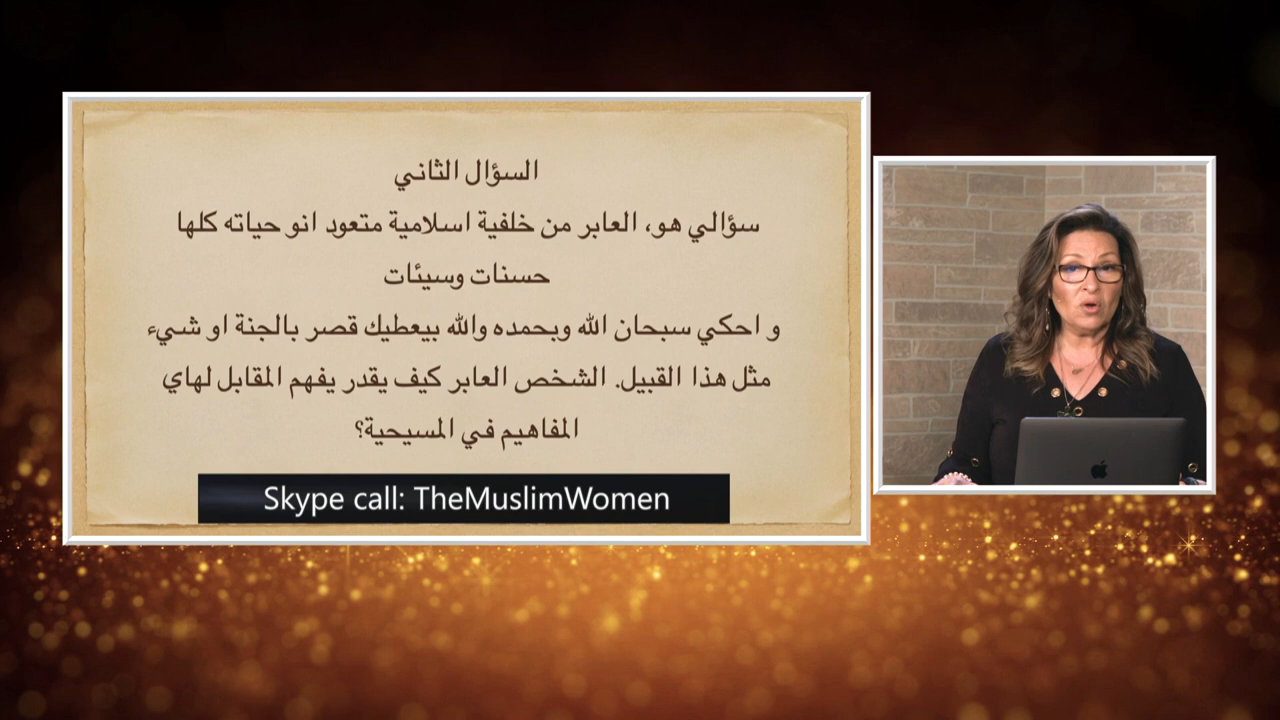 السؤال الثاني
سؤالي هو، العابر من خلفية اسلامية متعود انو حياته كلها
حسنات وسيئات
و احكي سبحان الله وبحمده والله بيعطيك قصر بالجنة او شيء
مثل هذا القبيل. الشخص العابر كيف يقدر يفهم المقابل لهاي
المفاهيم في المسيحية؟
Skype call: TheMuslimWomen